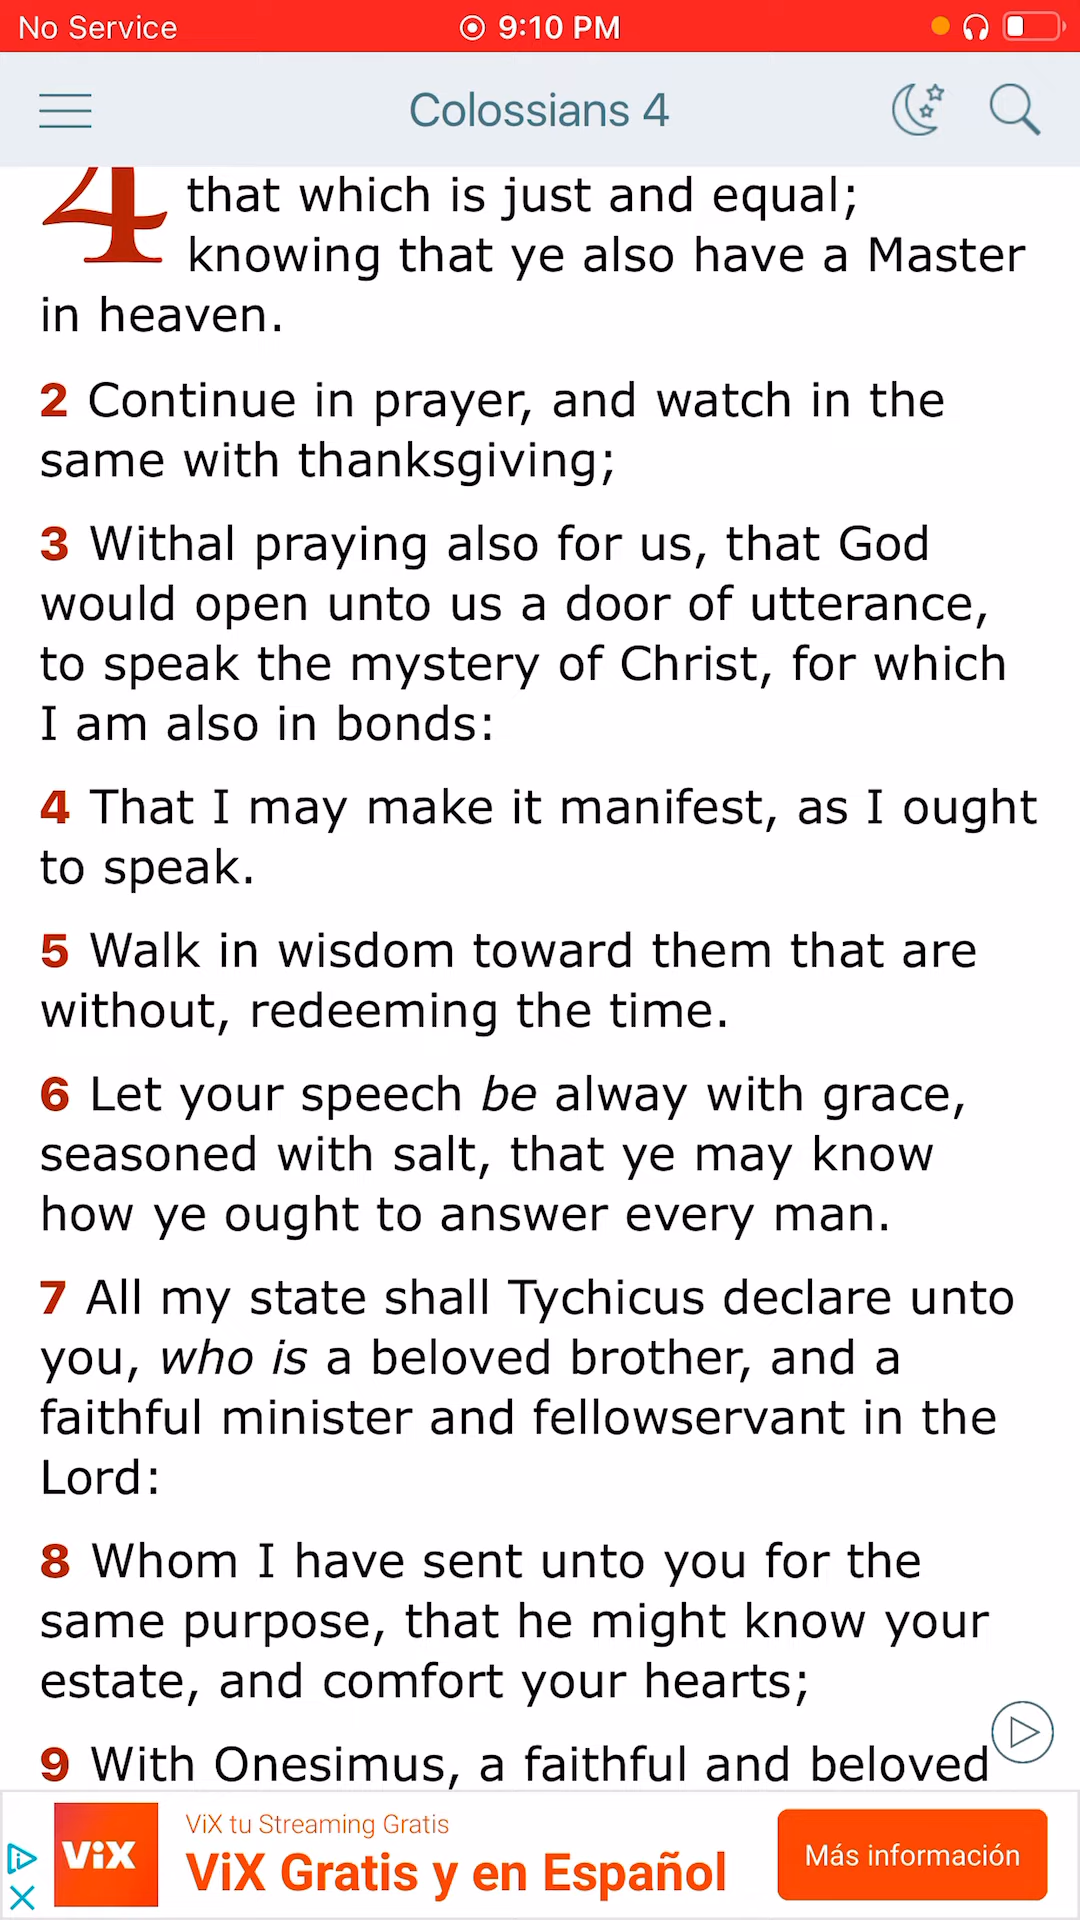 No Service 9:10 PM
Colossians 4
4 that which is just and equal;
knowing that ye also have a Master
in heaven.
2 Continue in prayer, and watch in the
same with thanksgiving;
3 Withal praying also for us, that God
would open unto us a door of utterance,
to speak the mystery of Christ, for which
I am also in bonds:
4 That I may make it manifest, as I ought
to speak.
5 Walk in wisdom toward them that are
without, redeeming the time.
6 Let your speech be alway with grace,
seasoned with salt, that ye may know
how ye ought to answer every man.
7 All my state shall Tychicus declare unto
you, who is a beloved brother, and a
faithful minister and fellowservant in the
Lord:
8 Whom I have sent unto you for the
same purpose, that he might know your
estate, and comfort your hearts;
9 With Onesimus, a faithful and beloved
ViX
ViX tu Streaming Gratis
ViX Gratis y en Español
Más información